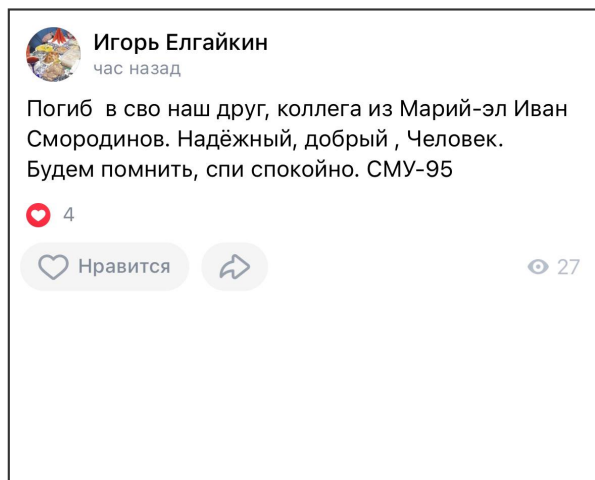 Игорь Елгайкин
час назад
Погиб  в сво наш друг, коллега из Марий-эл Иван
Смородинов. Надёжный, добрый , Человек.
Будем помнить, спи спокойно. СМУ-95
4
Нравится
27